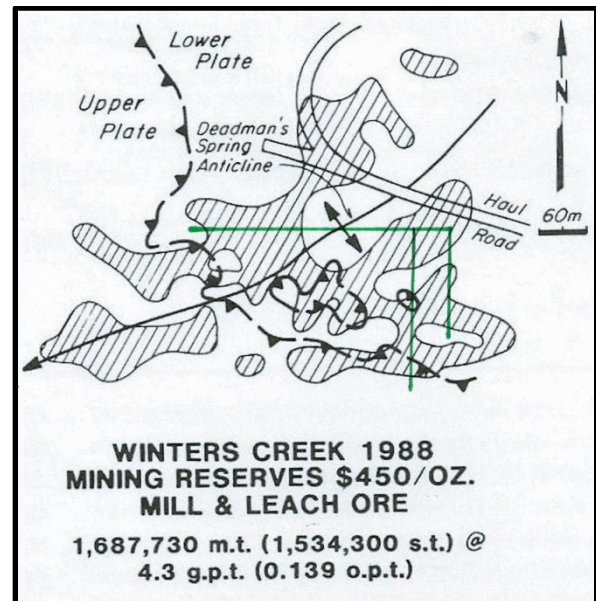 Lower
Plate
Upper
Plate
Deadman's
Spring
Anticline
N
Haul
Road
60m
WINTERS CREEK 1988
MINING RESERVES $450/OZ.
MILL & LEACH ORE
1,687,730 m.t. (1,534,300 s.t.) @
4.3 g.p.t. (0.139 o.p.t.)